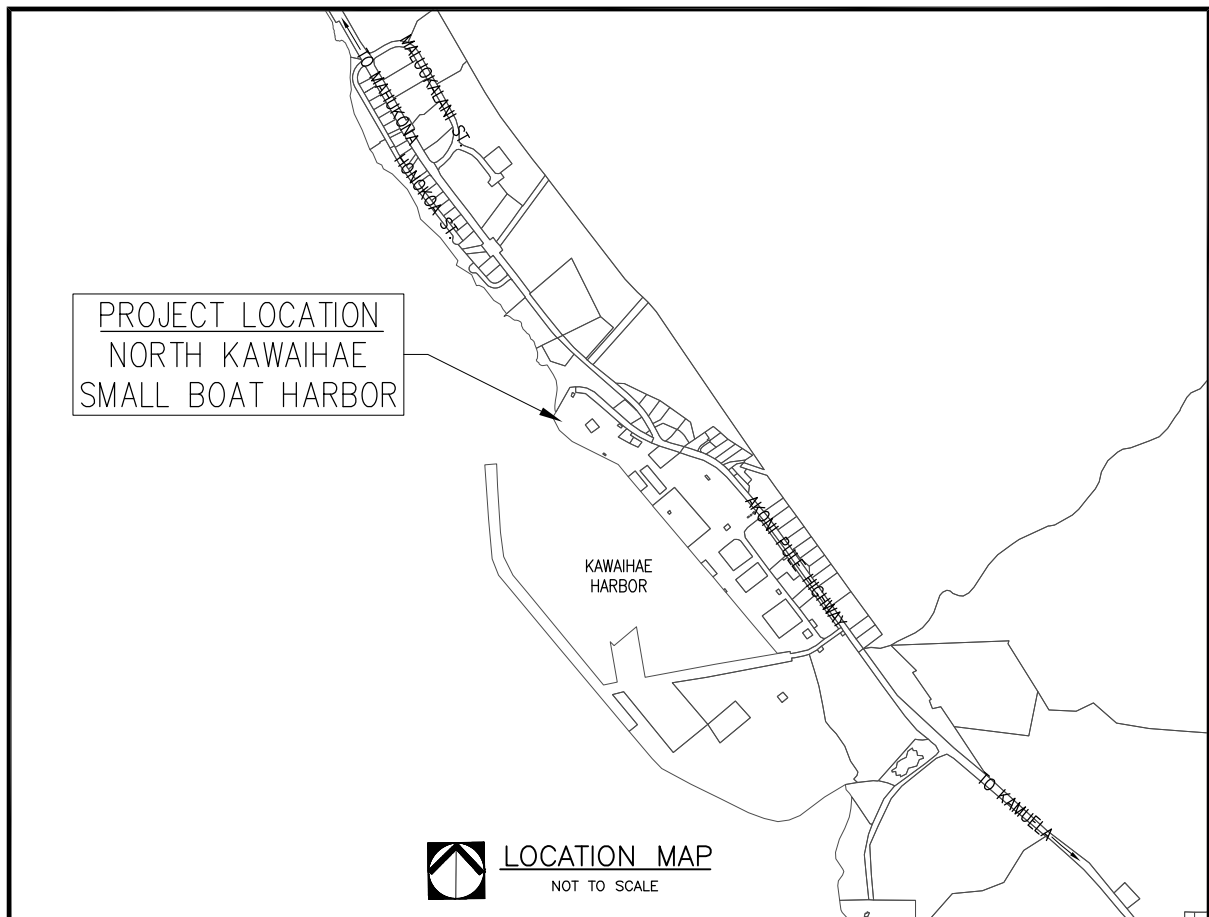 TO MAHUKONA
MALUOKALANI ST.
HONOKOA ST.
PROJECT LOCATION
NORTH KAWAIHAE
SMALL BOAT HARBOR
AKONI PULE HIGHWAY
KAWAIHAE
HARBOR
TO KAMUELA
LOCATION MAP
NOT TO SCALE